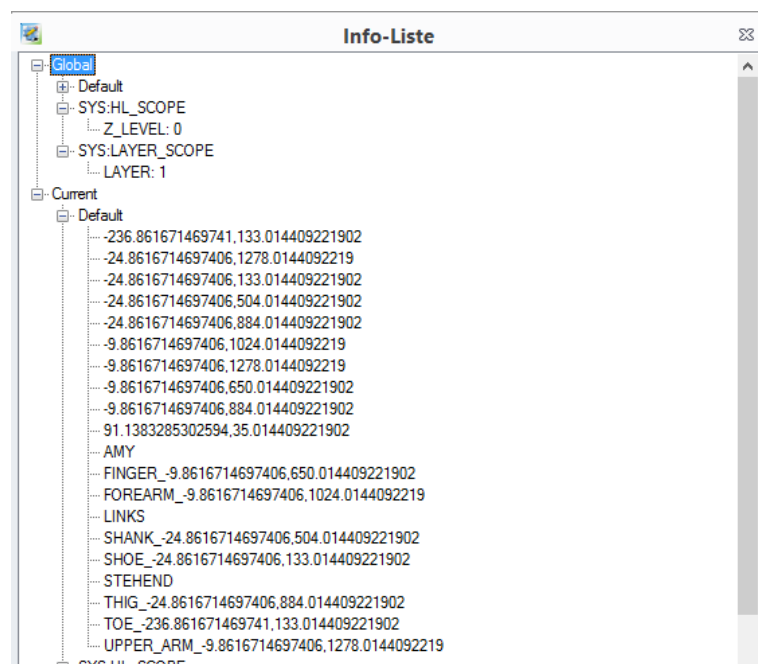 Info-Liste
Global
Default
SYS:HL_SCOPE
Z_LEVEL: 0
SYS:LAYER_SCOPE
LAYER: 1
Current
Default
-236.861671469741,133.014409221902
-24.8616714697406,1278.0144092219
-24.8616714697406,133.014409221902
-24.8616714697406,504.014409221902
-24.8616714697406,884.014409221902
-9.8616714697406,1024.0144092219
-9.8616714697406,1278.0144092219
-9.8616714697406,650.014409221902
-9.8616714697406,884.014409221902
91.1383285302594,35.014409221902
AMY
FINGER_-9.8616714697406,650.014409221902
FOREARM_-9.8616714697406,1024.0144092219
LINKS
SHANK_-24.8616714697406,504.014409221902
SHOE_-24.8616714697406,133.014409221902
STEHEND
THIG_-24.8616714697406,884.014409221902
TOE_-236.861671469741,133.014409221902
UPPER_ARM_-9.8616714697406,1278.0144092219
SYS:HL_SCOPE